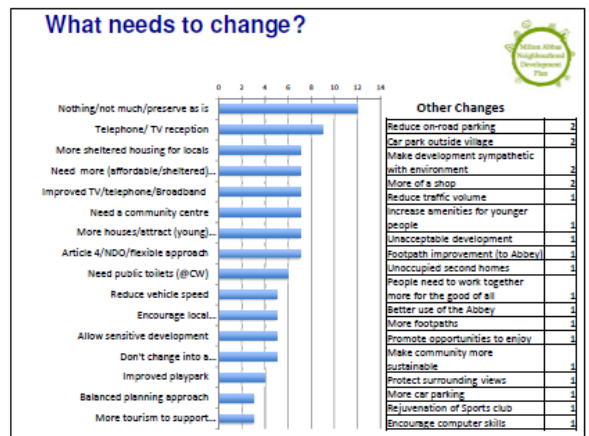 What needs to change?
Milton Abbas
Neighbourhood
Development
Plan
0 2 4 6 8 10 12 14
Nothing/not much/preserve as is
Telephone/ TV reception
More sheltered housing for locals
Need more (affordable/sheltered)...
Improved TV/telephone/Broadband
Need a community centre
More houses/attract (young)...
Article 4/NDO/flexible approach
Need public toilets (@CW)
Reduce vehicle speed
Encourage local...
Allow sensitive development
Don't change into a...
Improved playpark
Balanced planning approach
More tourism to support...
Other Changes
Reduce on-road parking 2
Car park outside village 2
Make development sympathetic
with environment 2
More of a shop 2
Reduce traffic volume 1
Increase amenities for younger
people 1
Unacceptable development 1
Footpath improvement (to Abbey) 1
Unoccupied second homes 1
People need to work together
more for the good of all 1
Better use of the Abbey 1
More footpaths 1
Promote opportunities to enjoy 1
Make community more
sustainable 1
Protect surrounding views 1
More car parking 1
Rejuvenation of Sports club 1
Encourage computer skills 1